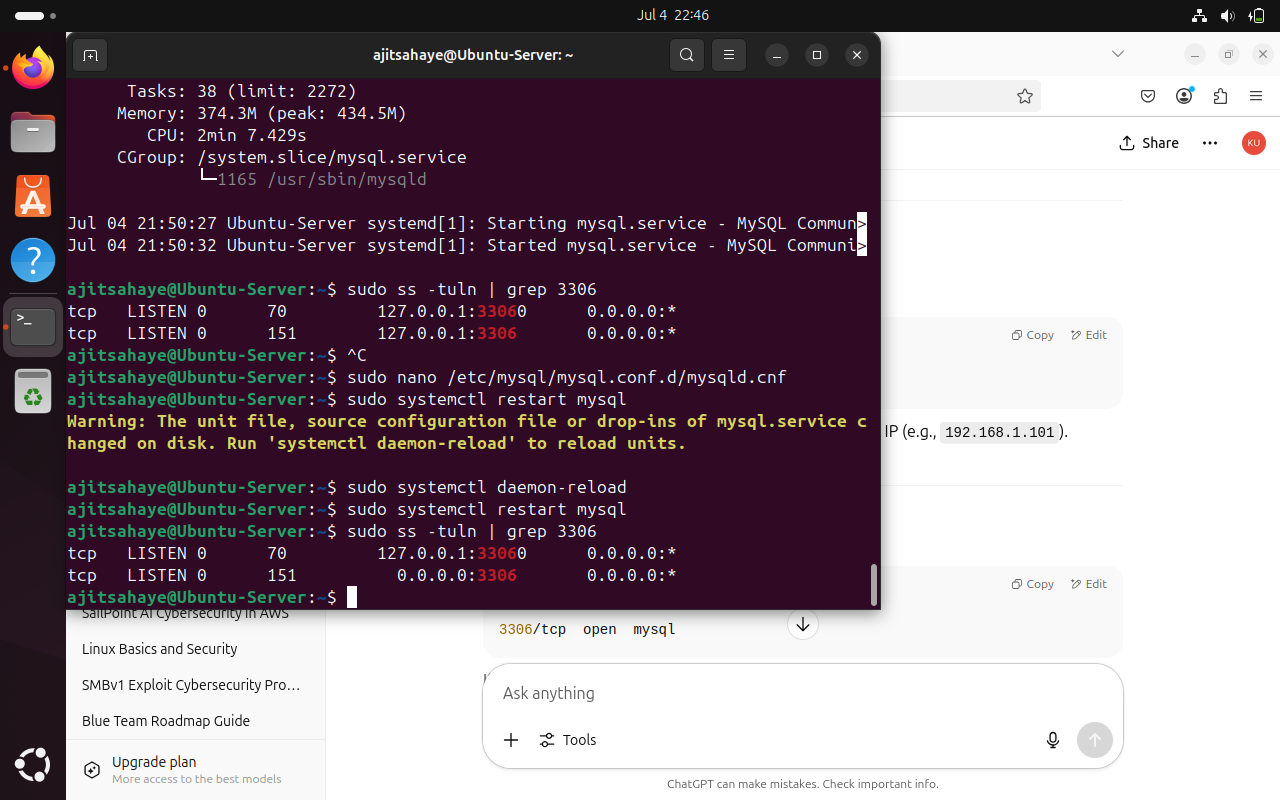 Jul 4 22:46
ajitsahaye@Ubuntu-Server: ~
Tasks: 38 (limit: 2272)
Memory: 374.3M (peak: 434.5M)
CPU: 2min 7.429s
CGroup: /system.slice/mysql.service
└─1165 /usr/sbin/mysqld
Jul 04 21:50:27 Ubuntu-Server systemd[1]: Starting mysql.service - MySQL Commun>
Jul 04 21:50:32 Ubuntu-Server systemd[1]: Started mysql.service - MySQL Communi>
ajitsahaye@Ubuntu-Server:~$ sudo ss -tuln | grep 3306
tcp LISTEN 0 70 127.0.0.1:33060 0.0.0.0:*
tcp LISTEN 0 151 127.0.0.1:3306 0.0.0.0:*
ajitsahaye@Ubuntu-Server:~$ ^C
ajitsahaye@Ubuntu-Server:~$ sudo nano /etc/mysql/mysql.conf.d/mysqld.cnf
ajitsahaye@Ubuntu-Server:~$ sudo systemctl restart mysql
Warning: The unit file, source configuration file or drop-ins of mysql.service c
hanged on disk. Run 'systemctl daemon-reload' to reload units.
ajitsahaye@Ubuntu-Server:~$ sudo systemctl daemon-reload
ajitsahaye@Ubuntu-Server:~$ sudo systemctl restart mysql
ajitsahaye@Ubuntu-Server:~$ sudo ss -tuln | grep 3306
tcp LISTEN 0 70 127.0.0.1:33060 0.0.0.0:*
tcp LISTEN 0 151 0.0.0.0:3306 0.0.0.0:*
ajitsahaye@Ubuntu-Server:~$
Share
KU
Copy Edit
IP (e.g., 192.168.1.101).
Copy Edit
3306/tcp open mysql
SailPoint AI Cybersecurity in AWS
Linux Basics and Security
SMBv1 Exploit Cybersecurity Pro…
Blue Team Roadmap Guide
Upgrade plan
More access to the best models
Ask anything
Tools
ChatGPT can make mistakes. Check important info.